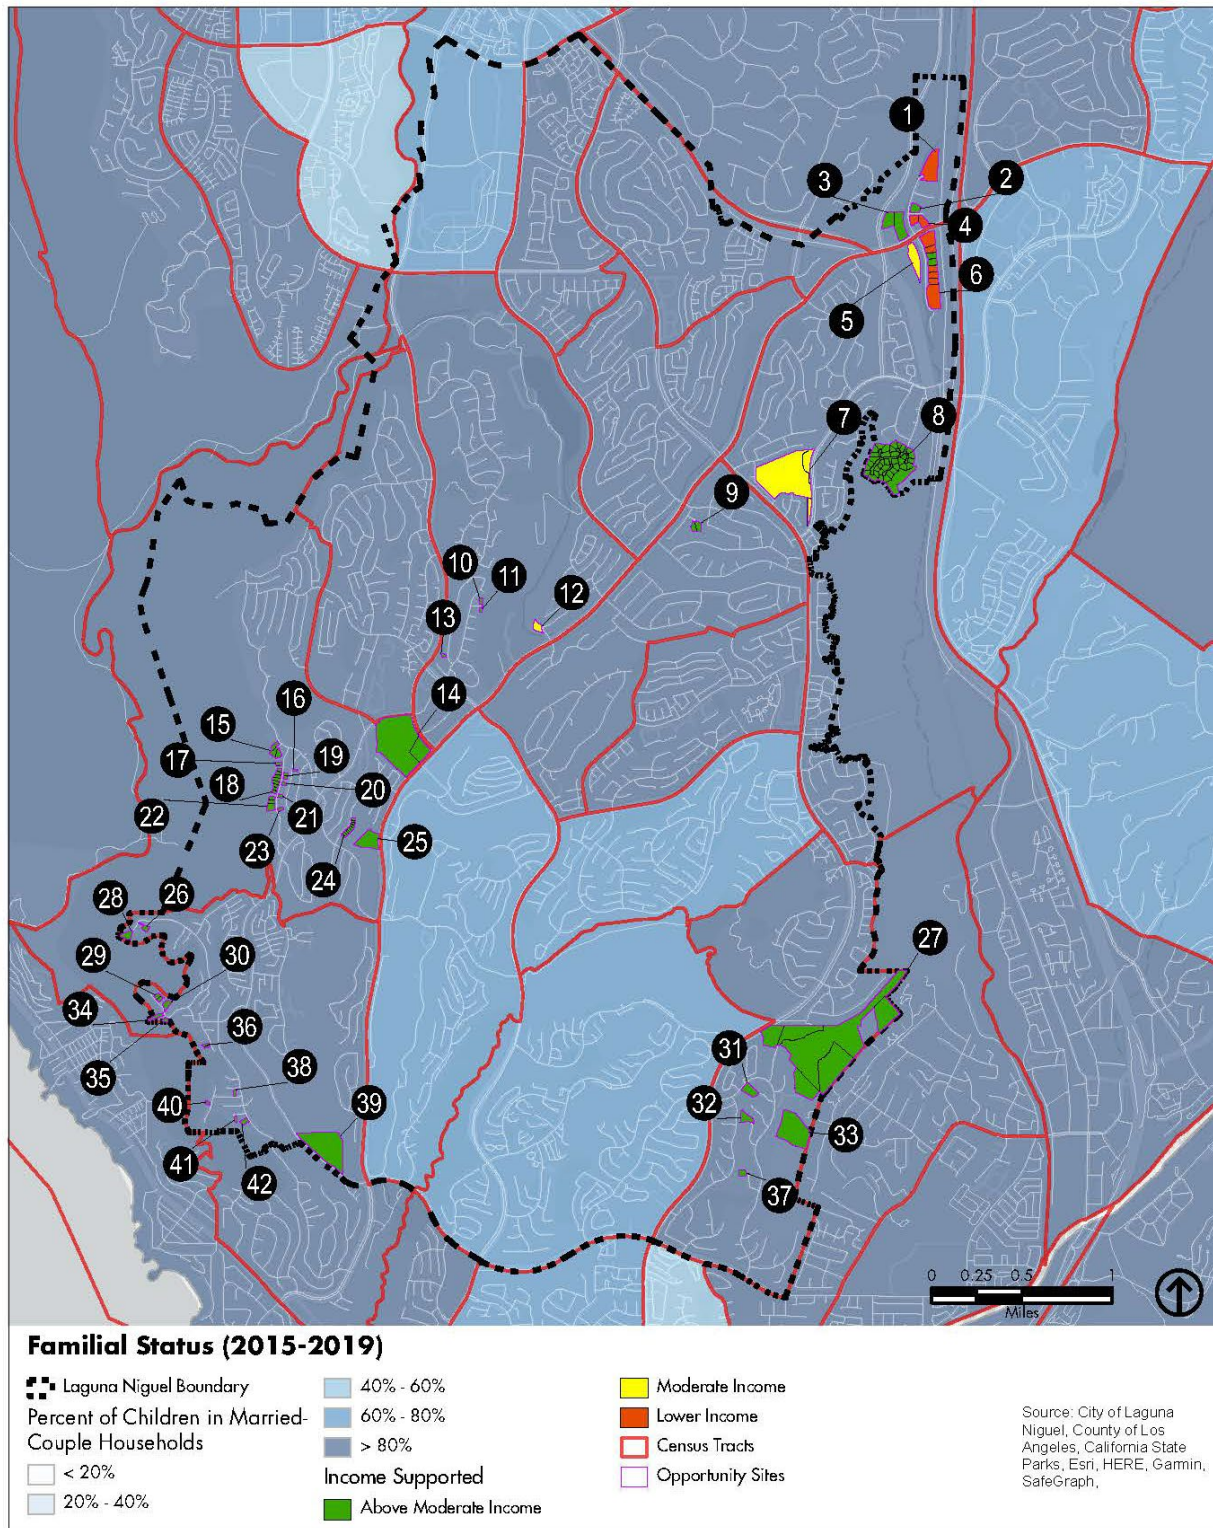 1
2
3
4
5
6
7
8
9
10
11
12
13
14
15
16
17
18
19
20
21
22
23
24
25
26
27
28
29
30
31
32
33
34
35
36
37
38
39
40
41
42
0 0.25 0.5 1
Miles
Familial Status (2015-2019)
Laguna Niguel Boundary
Percent of Children in Married-
Couple Households
< 20%
20% - 40%
40% - 60%
60% - 80%
> 80%
Income Supported
Above Moderate Income
Moderate Income
Lower Income
Census Tracts
Opportunity Sites
Source: City of Laguna
Niguel, County of Los
Angeles, California State
Parks, Esri, HERE, Garmin,
SafeGraph,